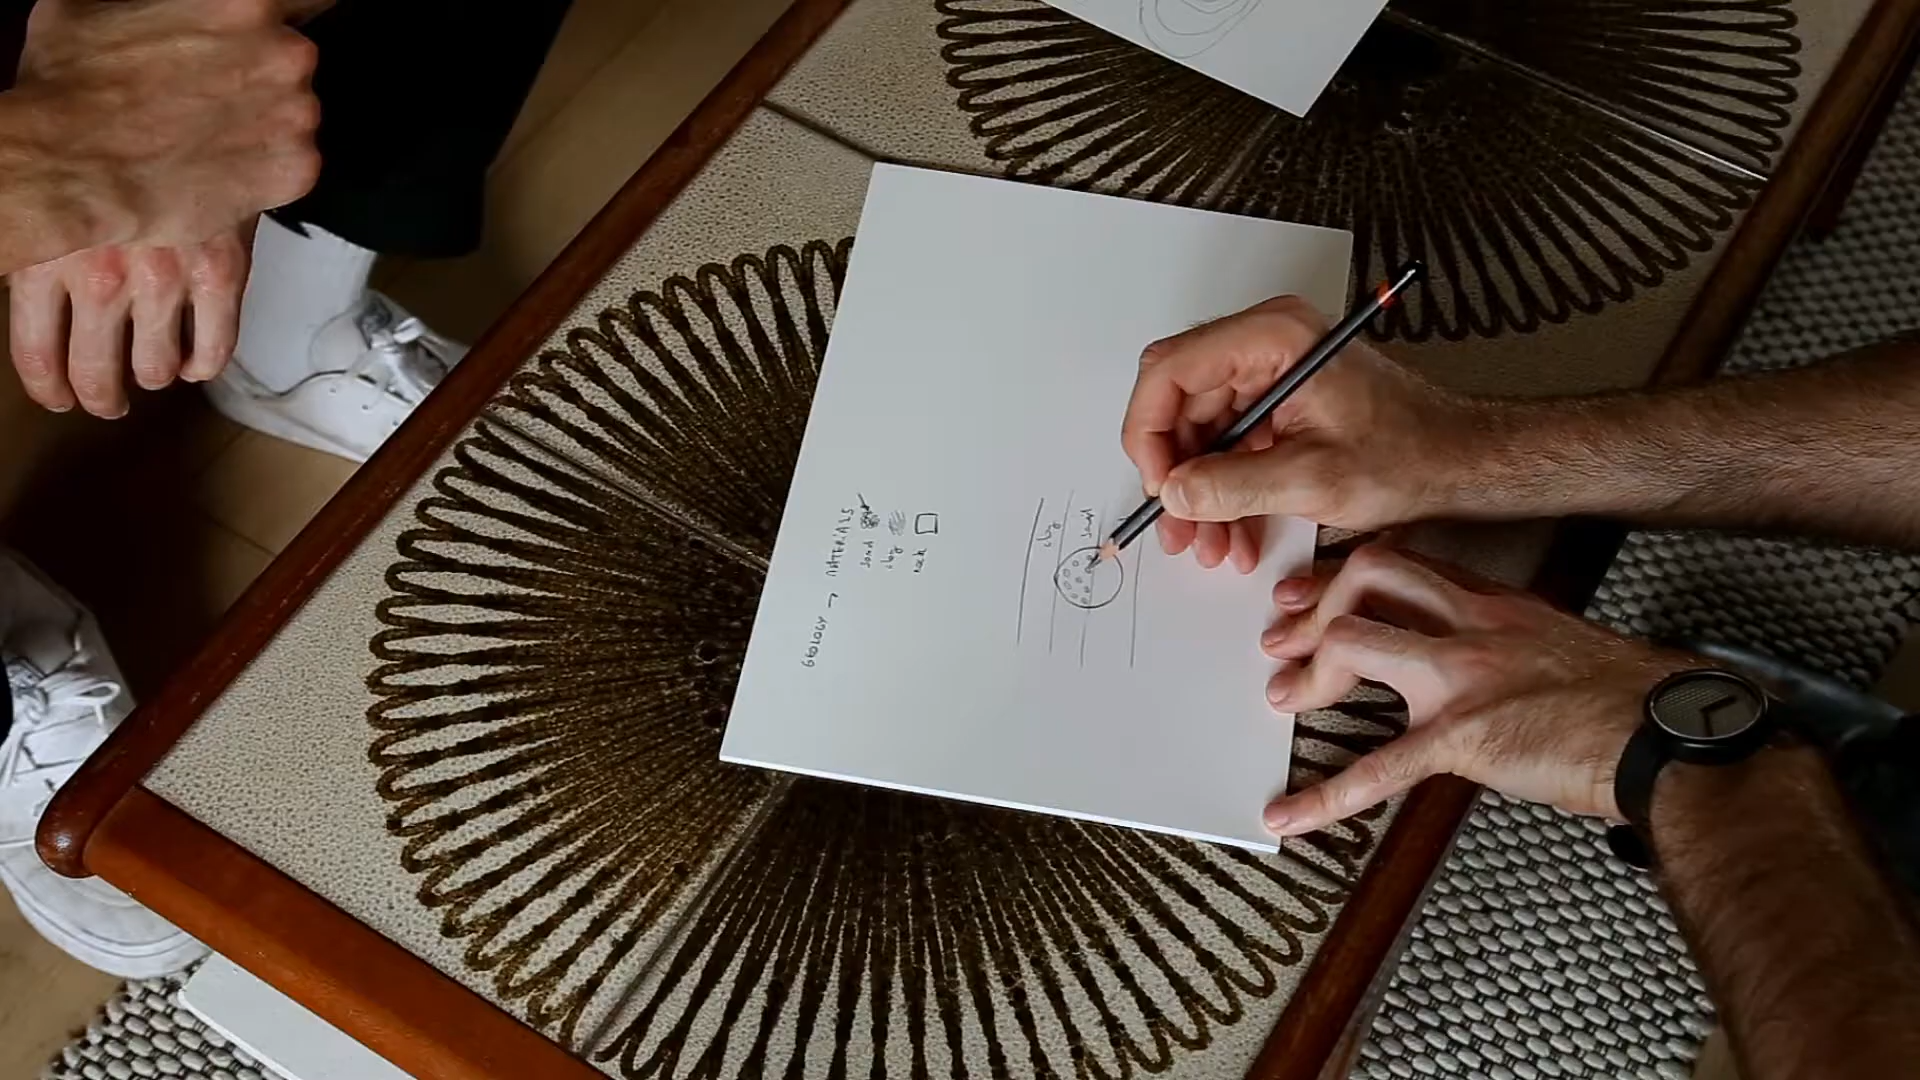 GEOLOGY → MATERIALS
sand
clay
rock
clay
sand